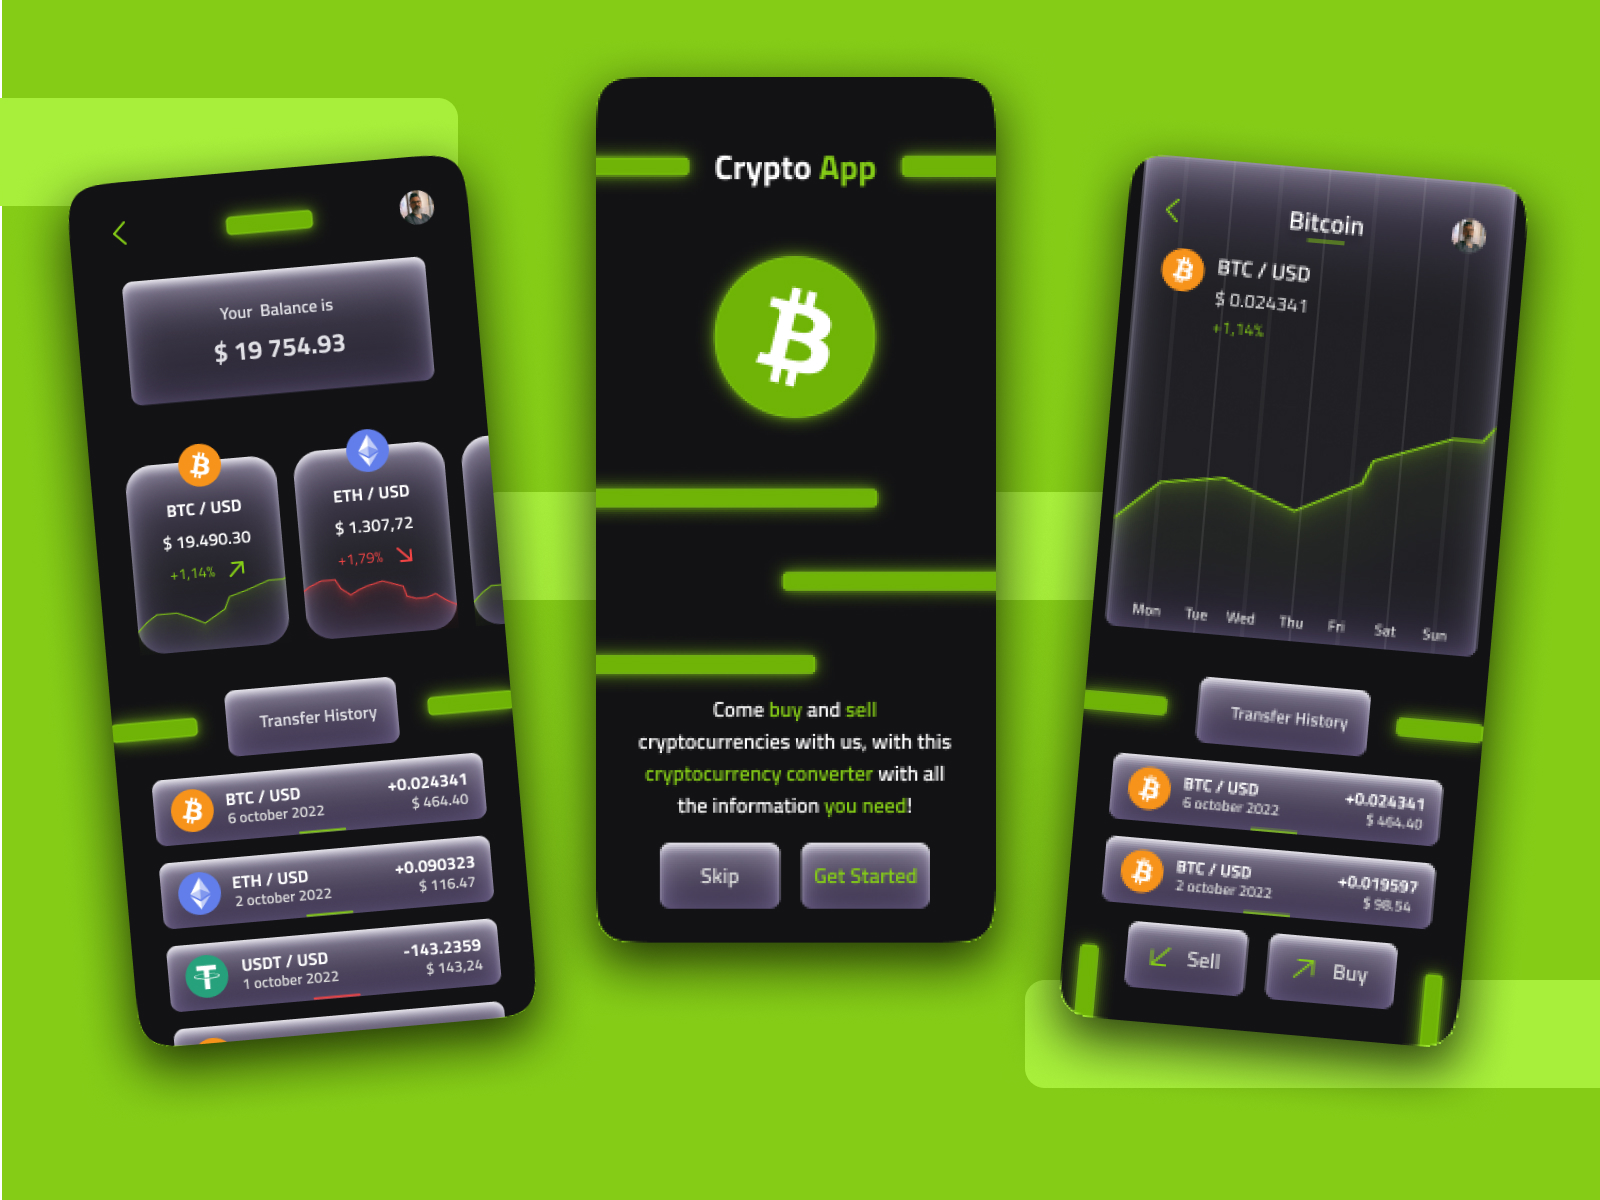 Your Balance is
$ 19 754.93
BTC / USD
$ 19.490.30
+1,14%
ETH / USD
$ 1.307,72
+1,79%
Transfer History
BTC / USD
6 october 2022
+0.024341
$ 464.40
ETH / USD
2 october 2022
+0.090323
$ 116.47
USDT / USD
1 october 2022
-143.2359
$ 143,24
Crypto App
Come buy and sell
cryptocurrencies with us, with this
cryptocurrency converter with all
the information you need!
Skip
Get Started
Bitcoin
BTC / USD
$ 0.024341
+1,14%
Mon Tue Wed Thu Fri Sat Sun
Transfer History
BTC / USD
6 october 2022
+0.024341
$ 464.40
BTC / USD
2 october 2022
+0.019597
$ 98.54
Sell
Buy